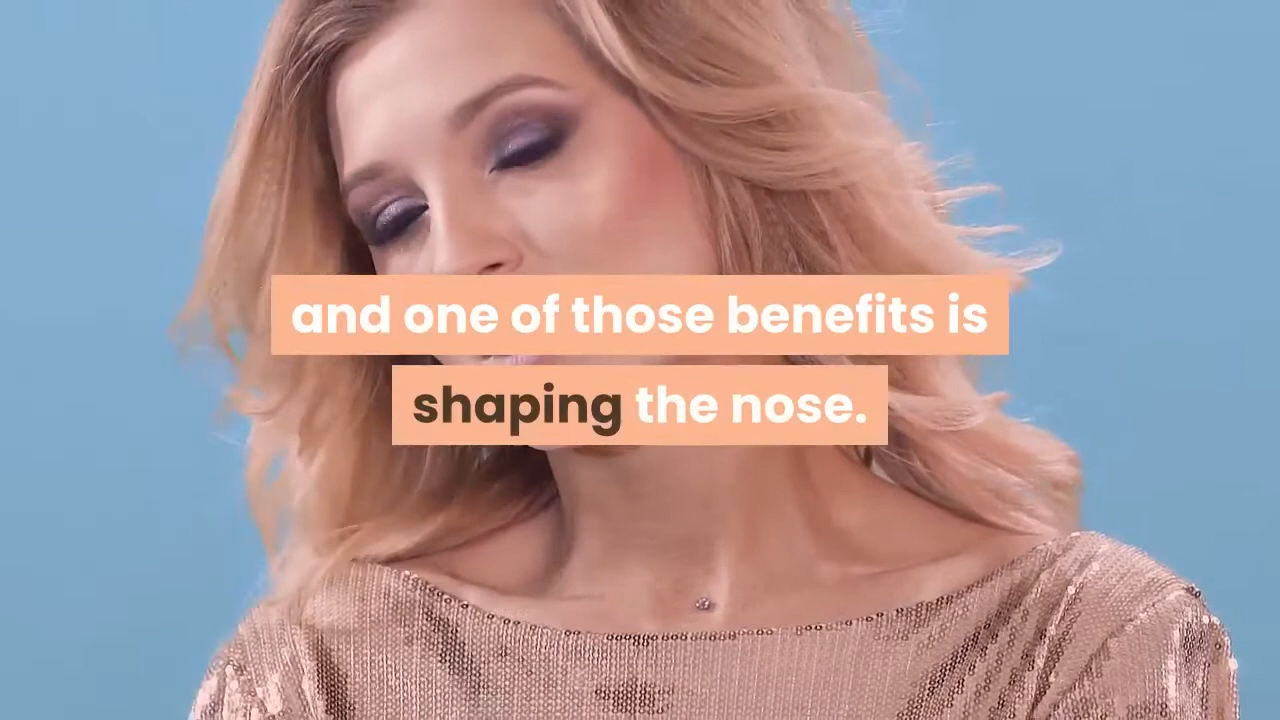 and one of those benefits is
shaping the nose.